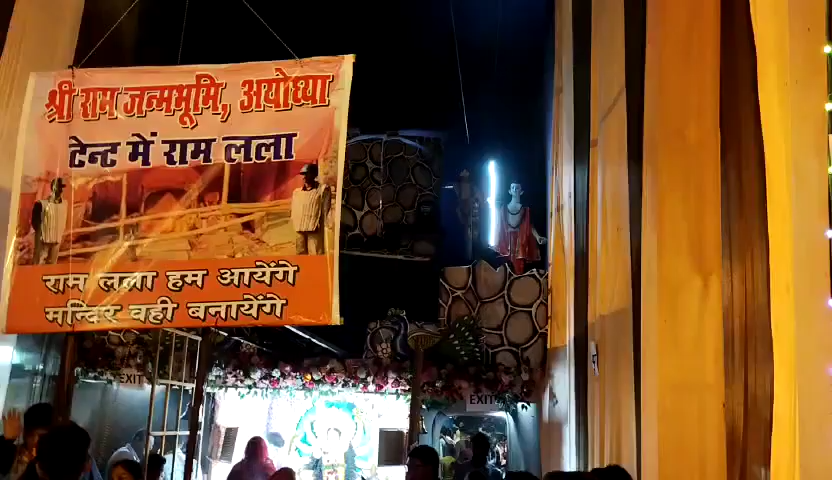 श्री राम जन्मभूमि, अयोध्या
टेन्ट में राम लला
राम लला हम आयेंगे
मन्दिर वही बनायेंगे
EXIT
EXIT